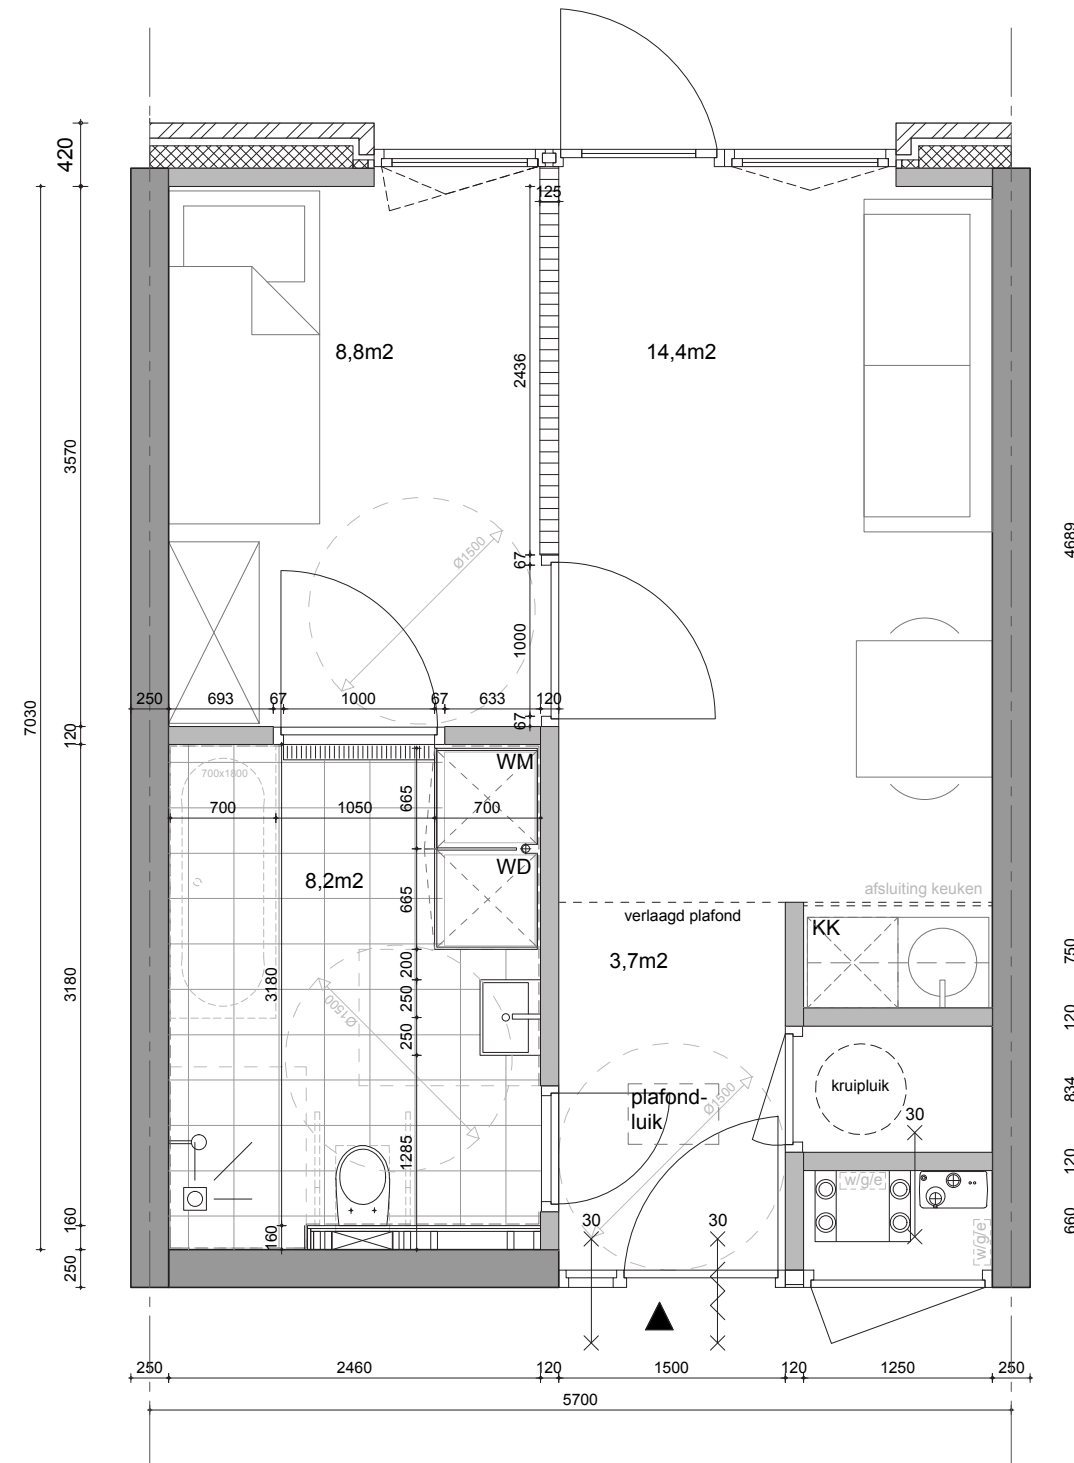 420
125
8,8m2
14,4m2
2436
3570
Ø1500
67
4689
1000
7030
250
693
67
1000
67
633
120
67
120
WM
700x1800
700
1050
665
700
WD
8,2m2
665
afsluiting keuken
verlaagd plafond
KK
3,7m2
200
750
3180
3180
250
Ø1500
120
250
plafond-
luik
Ø1500
kruipluik
834
30
1285
120
w/g/e
160
160
30
30
660
w/g/e
250
250
2460
120
1500
120
1250
250
5700